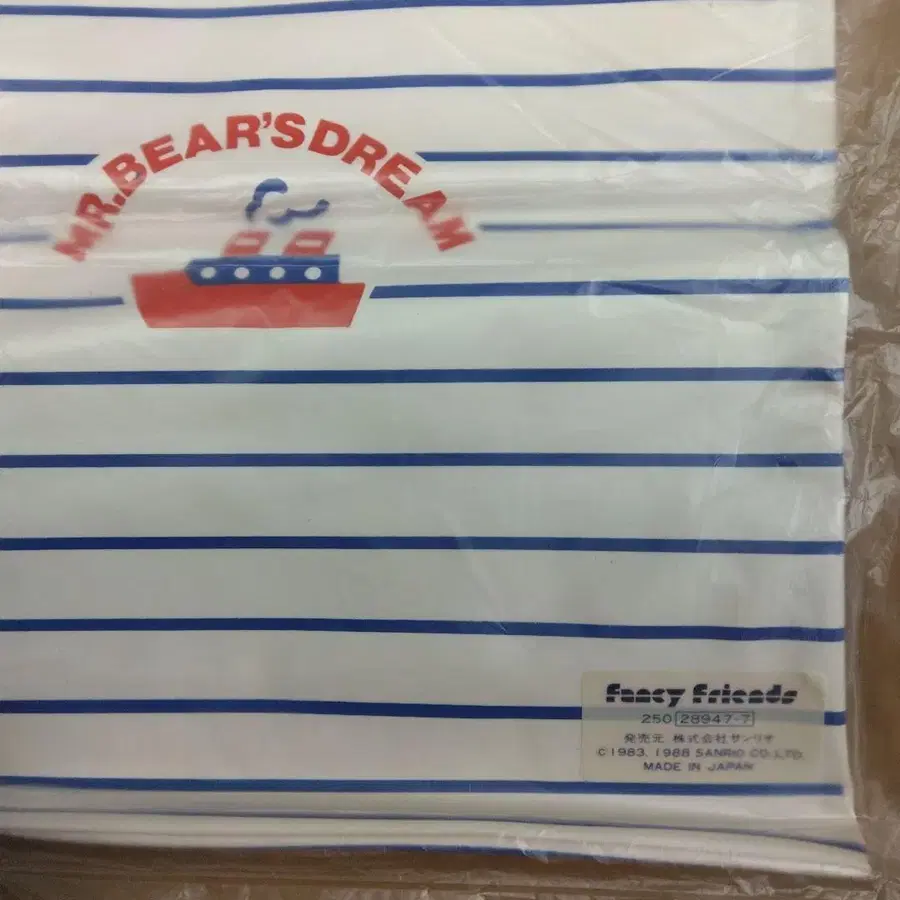 MR.BEAR'SDREAM
Fancy Friends
250 28947-7
発売元 株式会社サンリオ
©1983, 1988 SANRIO CO., LTD.
MADE IN JAPAN